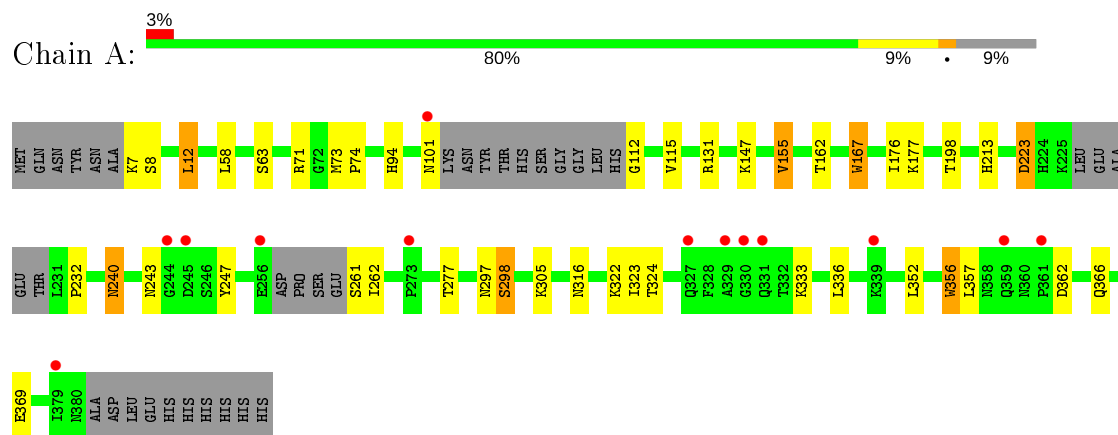 3%
Chain A:
80% 9% • 9%
MET GLN ASN TYR ASN ALA K7 S8 L12 L58 S63 R71 G72 M73 P74 H94 N101 LYS ASN TYR THR HIS SER GLY GLY LEU HIS G112 V115 R131 K147 V155 T162 W167 I176 K177 T198 H213 D223 H224 K225 LEU GLU ALA
GLU THR L231 P232 N240 N243 G244 D245 S246 Y247 E256 ASP PRO SER GLU S261 I262 P273 T277 N297 S298 K305 N316 K322 I323 T324 Q327 F328 A329 G330 Q331 T332 K333 L336 K339 L352 W356 L357 N358 Q359 N360 P361 D362 Q366
E369 I379 N380 ALA ASP LEU GLU HIS HIS HIS HIS HIS HIS